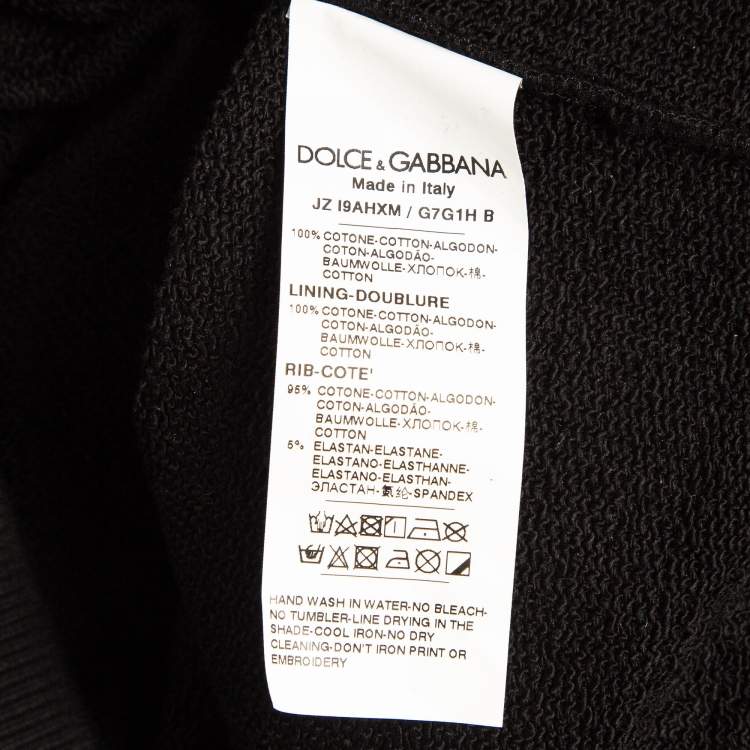 DOLCE & GABBANA
Made in Italy
JZ I9AHXM / G7G1H B
100% COTONE-COTTON-ALGODON-
COTON-ALGODÃO-
BAUMWOLLE-ХЛОПОК-棉-
COTTON
LINING-DOUBLURE
100% COTONE-COTTON-ALGODON-
COTON-ALGODÃO-
BAUMWOLLE-ХЛОПОК-棉-
COTTON
RIB-COTE'
95% COTONE-COTTON-ALGODON-
COTON-ALGODÃO-
BAUMWOLLE-ХЛОПОК-棉-
COTTON
5% ELASTAN-ELASTANE-
ELASTANO-ELASTHANNE-
ELASTANO-ELASTHAN-
ЭЛАСТАН-氨纶-SPANDEX
HAND WASH IN WATER-NO BLEACH-
NO TUMBLER-LINE DRYING IN THE
SHADE-COOL IRON-NO DRY
CLEANING-DON'T IRON PRINT OR
EMBROIDERY